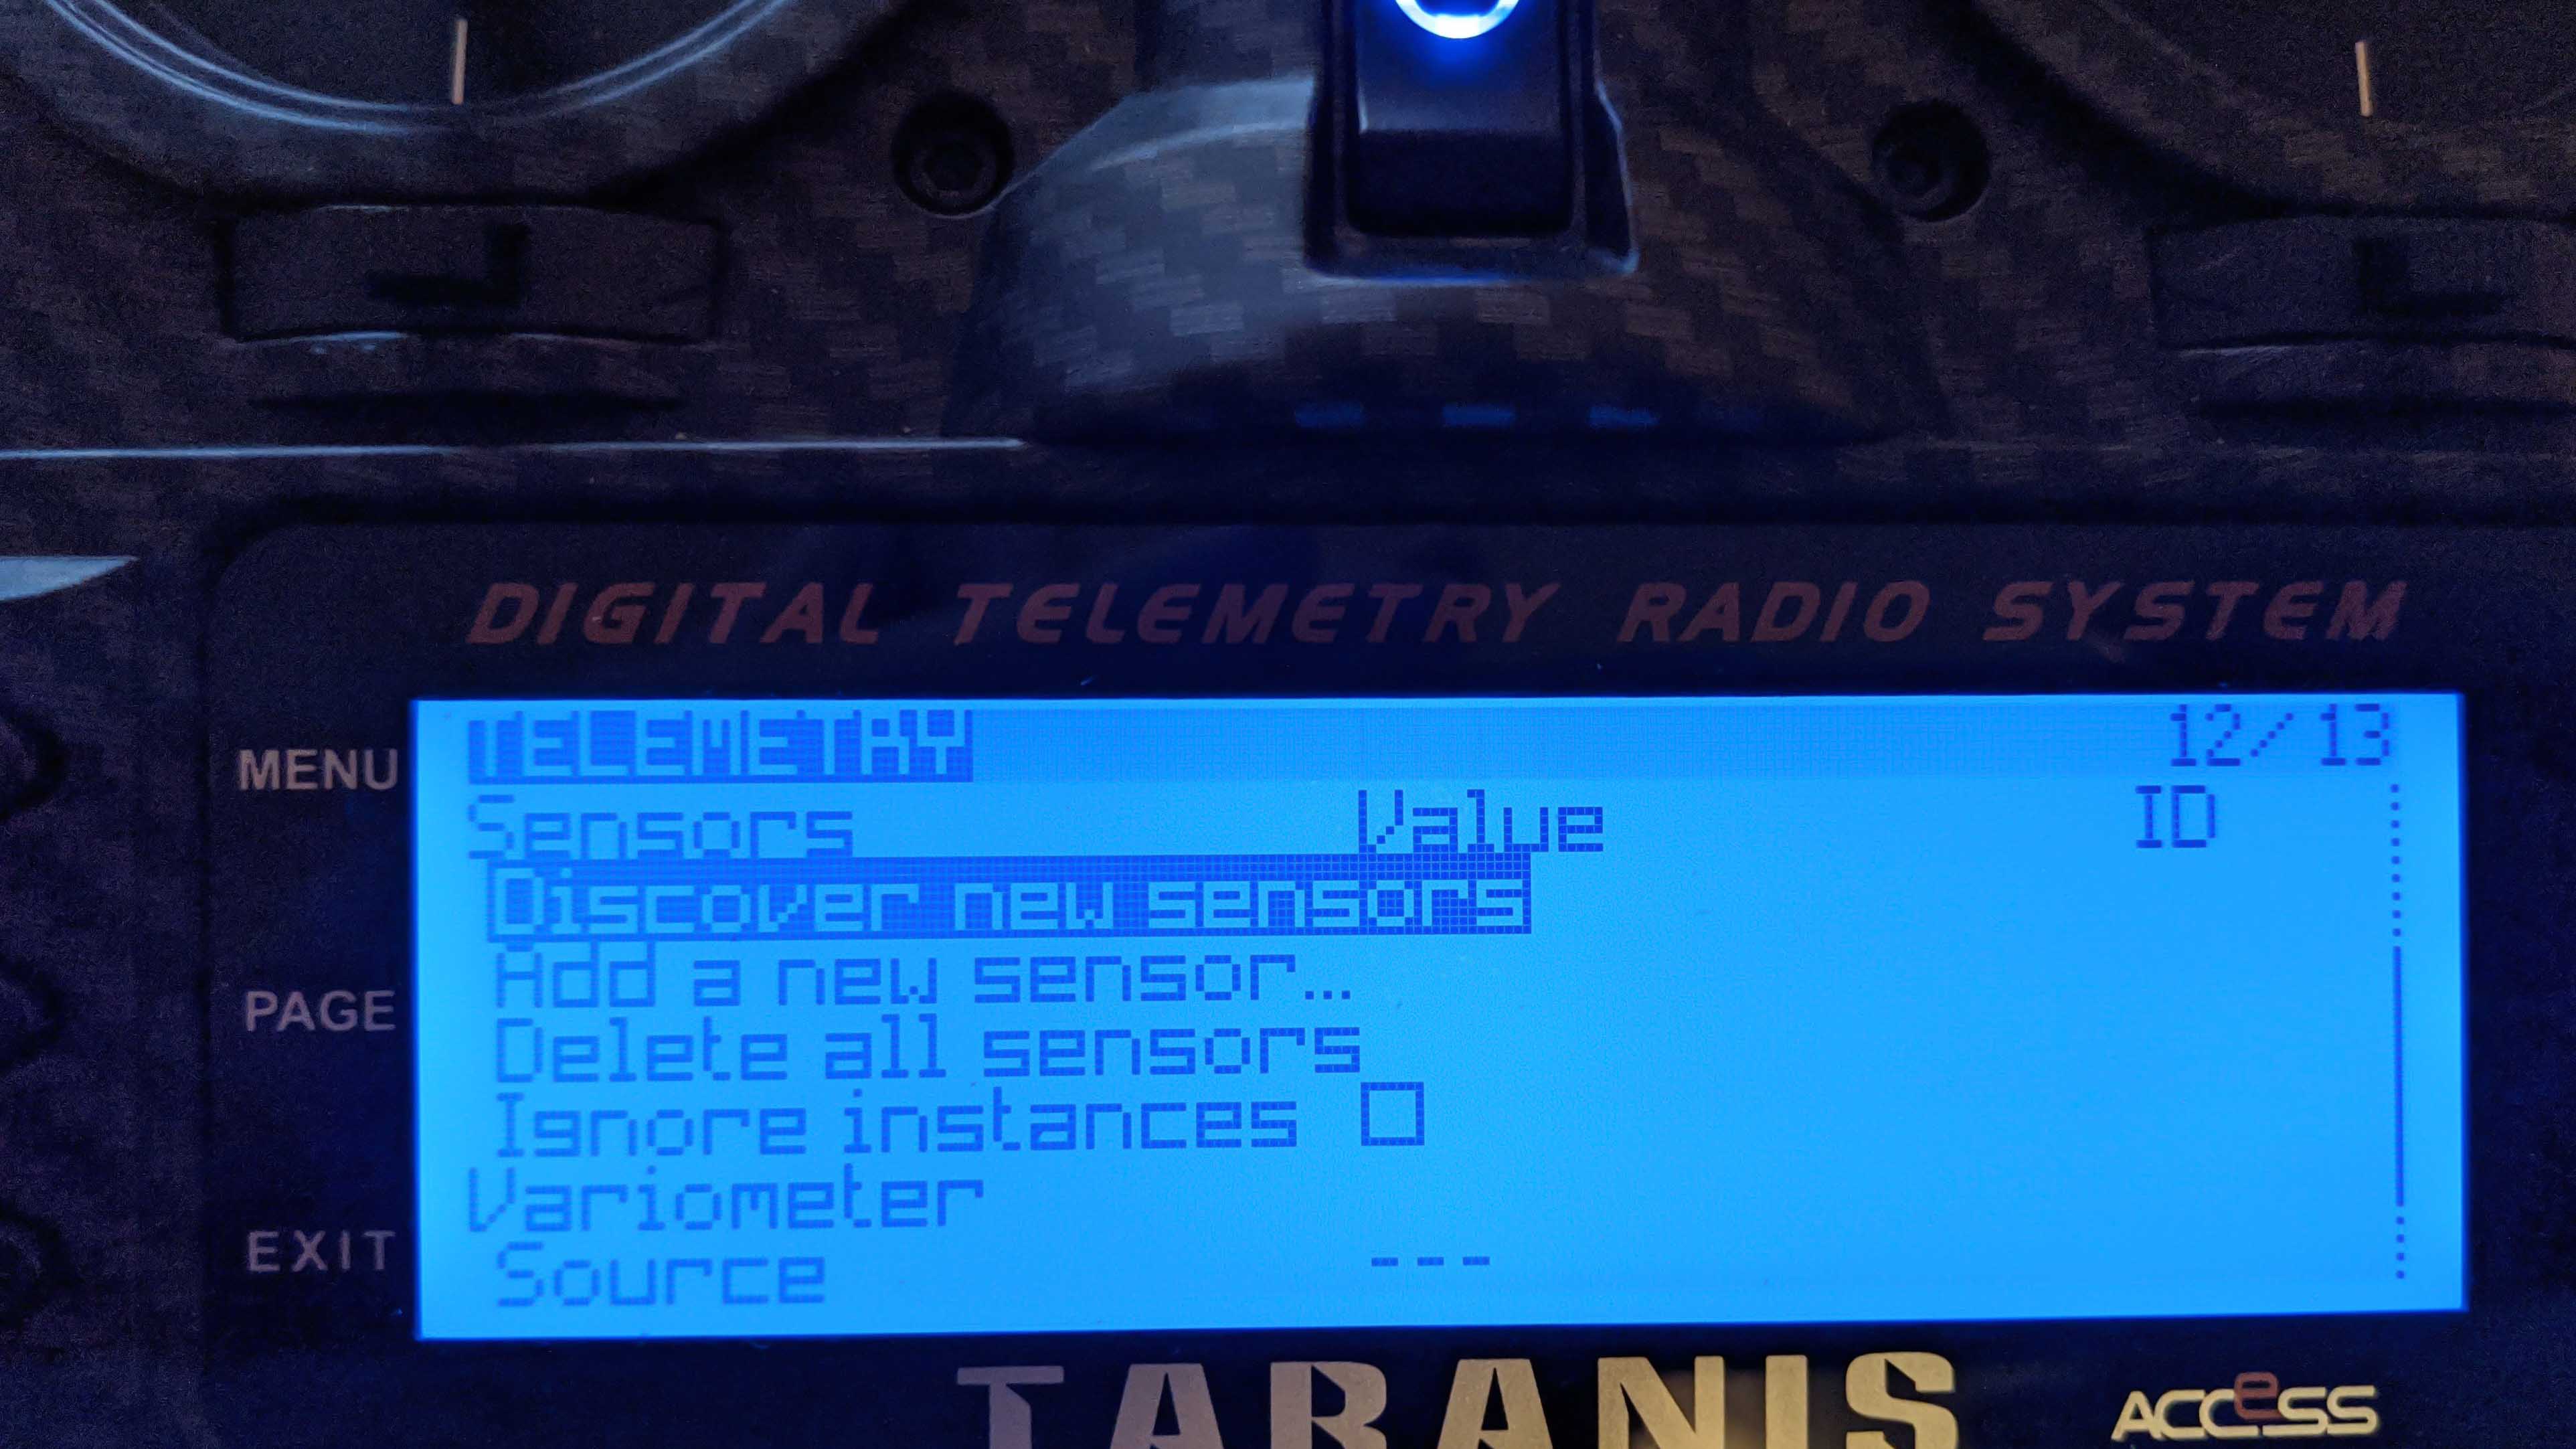 DIGITAL TELEMETRY RADIO SYSTEM
MENU
PAGE
EXIT
TELEMETRY 12/13
Sensors Value ID
Discover new sensors
Add a new sensor...
Delete all sensors
Ignore instances
Variometer
Source ---
TARANIS
ACCESS